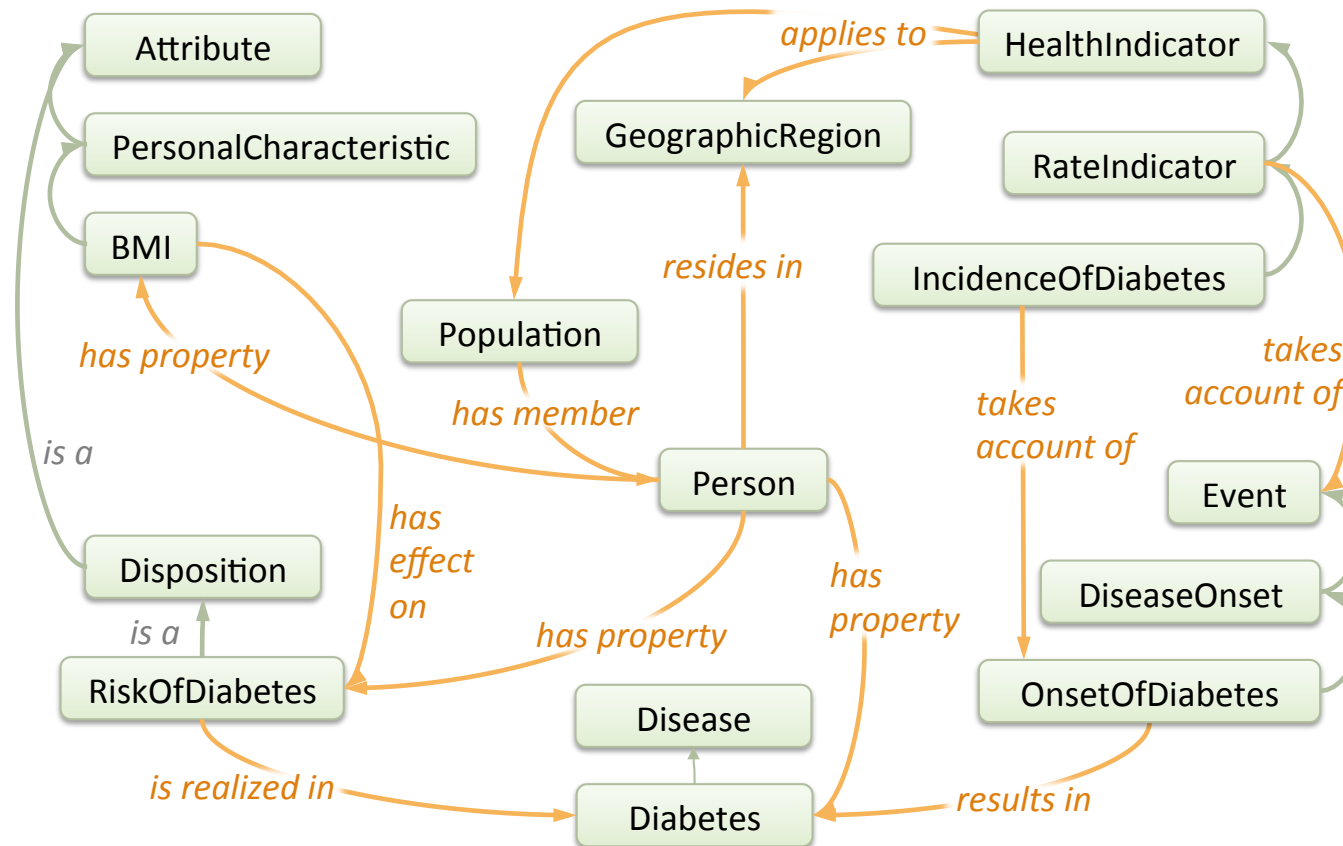 Attribute
applies to
HealthIndicator
PersonalCharacteristic
GeographicRegion
RateIndicator
BMI
resides in
IncidenceOfDiabetes
Population
has property
has member
takes
account of
takes
account of
is a
Person
Event
has
effect
on
Disposition
has
property
DiseaseOnset
is a
has property
RiskOfDiabetes
OnsetOfDiabetes
Disease
is realized in
results in
Diabetes